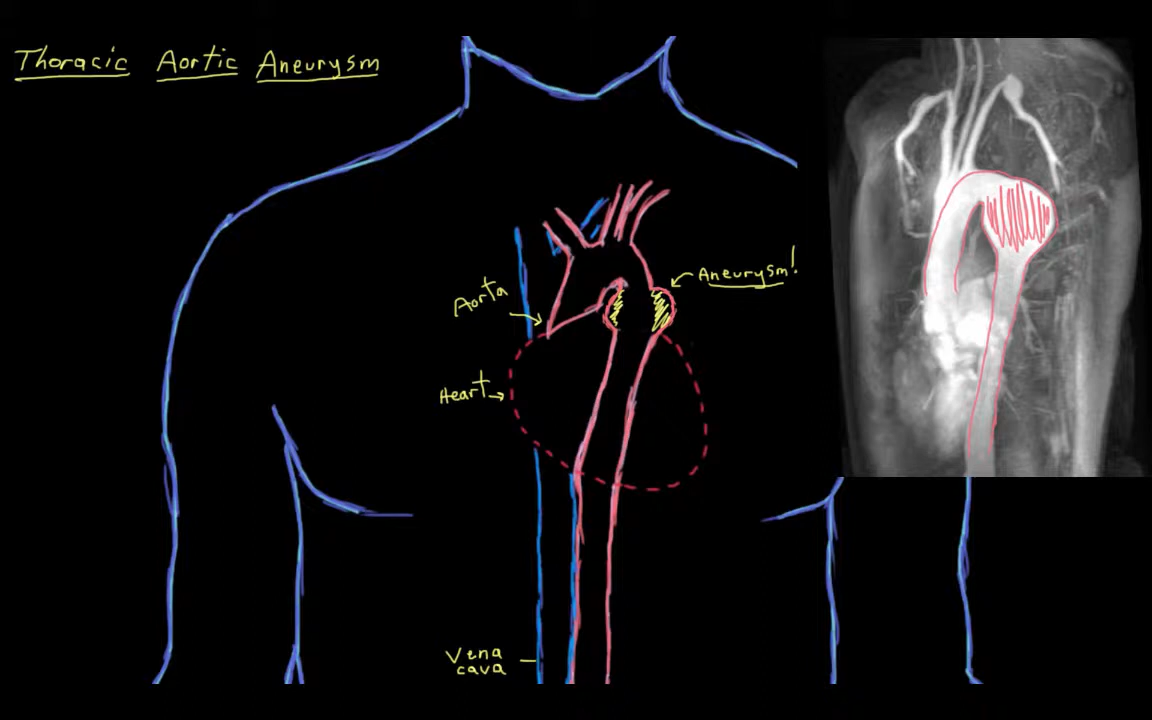 Thoracic Aortic Aneurysm
Aneurysm!
Aorta
Heart
Vena
cava